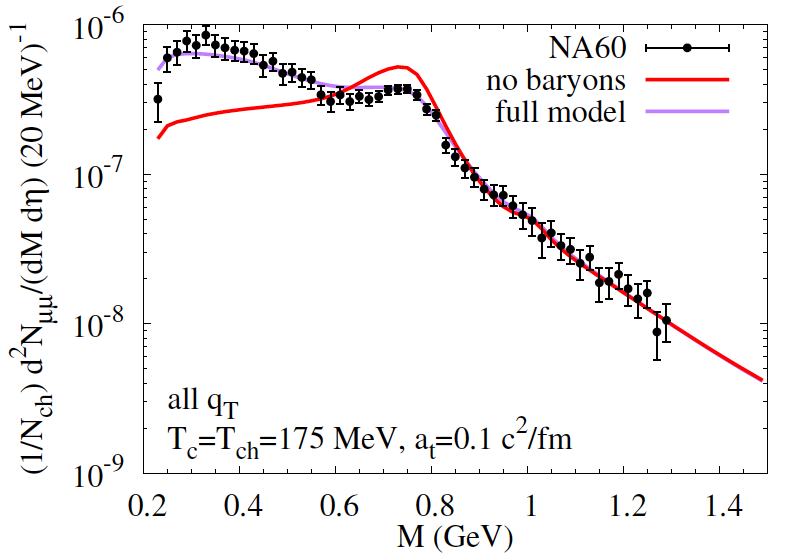 (1/N_ch) d^2N_μμ/(dM dη) (20 MeV)^-1
10^-6
10^-7
10^-8
10^-9
NA60
no baryons
full model
all q_T
T_c=T_ch=175 MeV, a_t=0.1 c^2/fm
0.2 0.4 0.6 0.8 1 1.2 1.4
M (GeV)